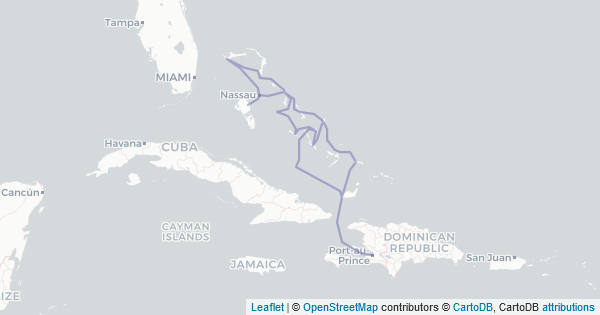 Tampa
MIAMI
Nassau
Havana
CUBA
Cancún
CAYMAN
ISLANDS
DOMINICAN
REPUBLIC
Port-au-
Prince
San Juan
JAMAICA
IZE
Leaflet | © OpenStreetMap contributors © CartoDB, CartoDB attributions